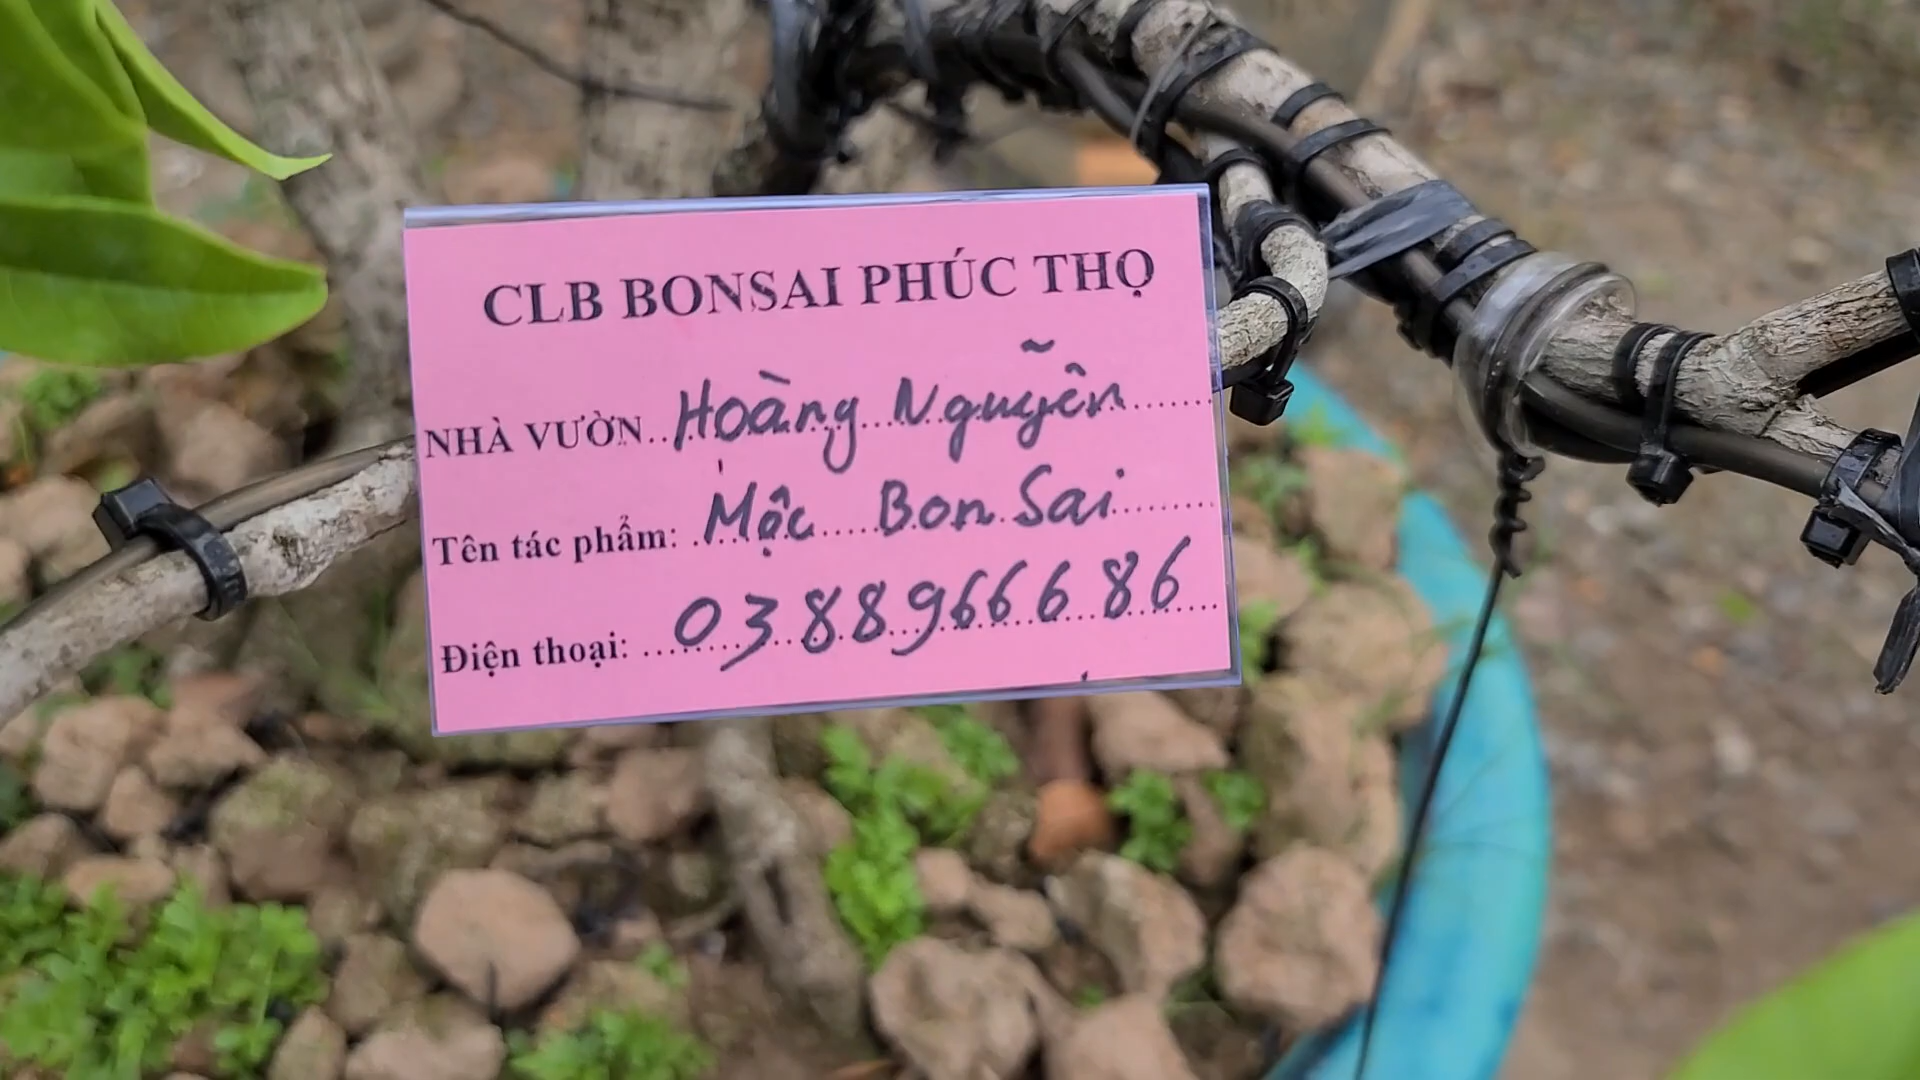 CLB BONSAI PHÚC THỌ
NHÀ VƯỜN..Hoàng Nguyễn
Tên tác phẩm: Mộc Bon Sai
Điện thoại: 0388966686